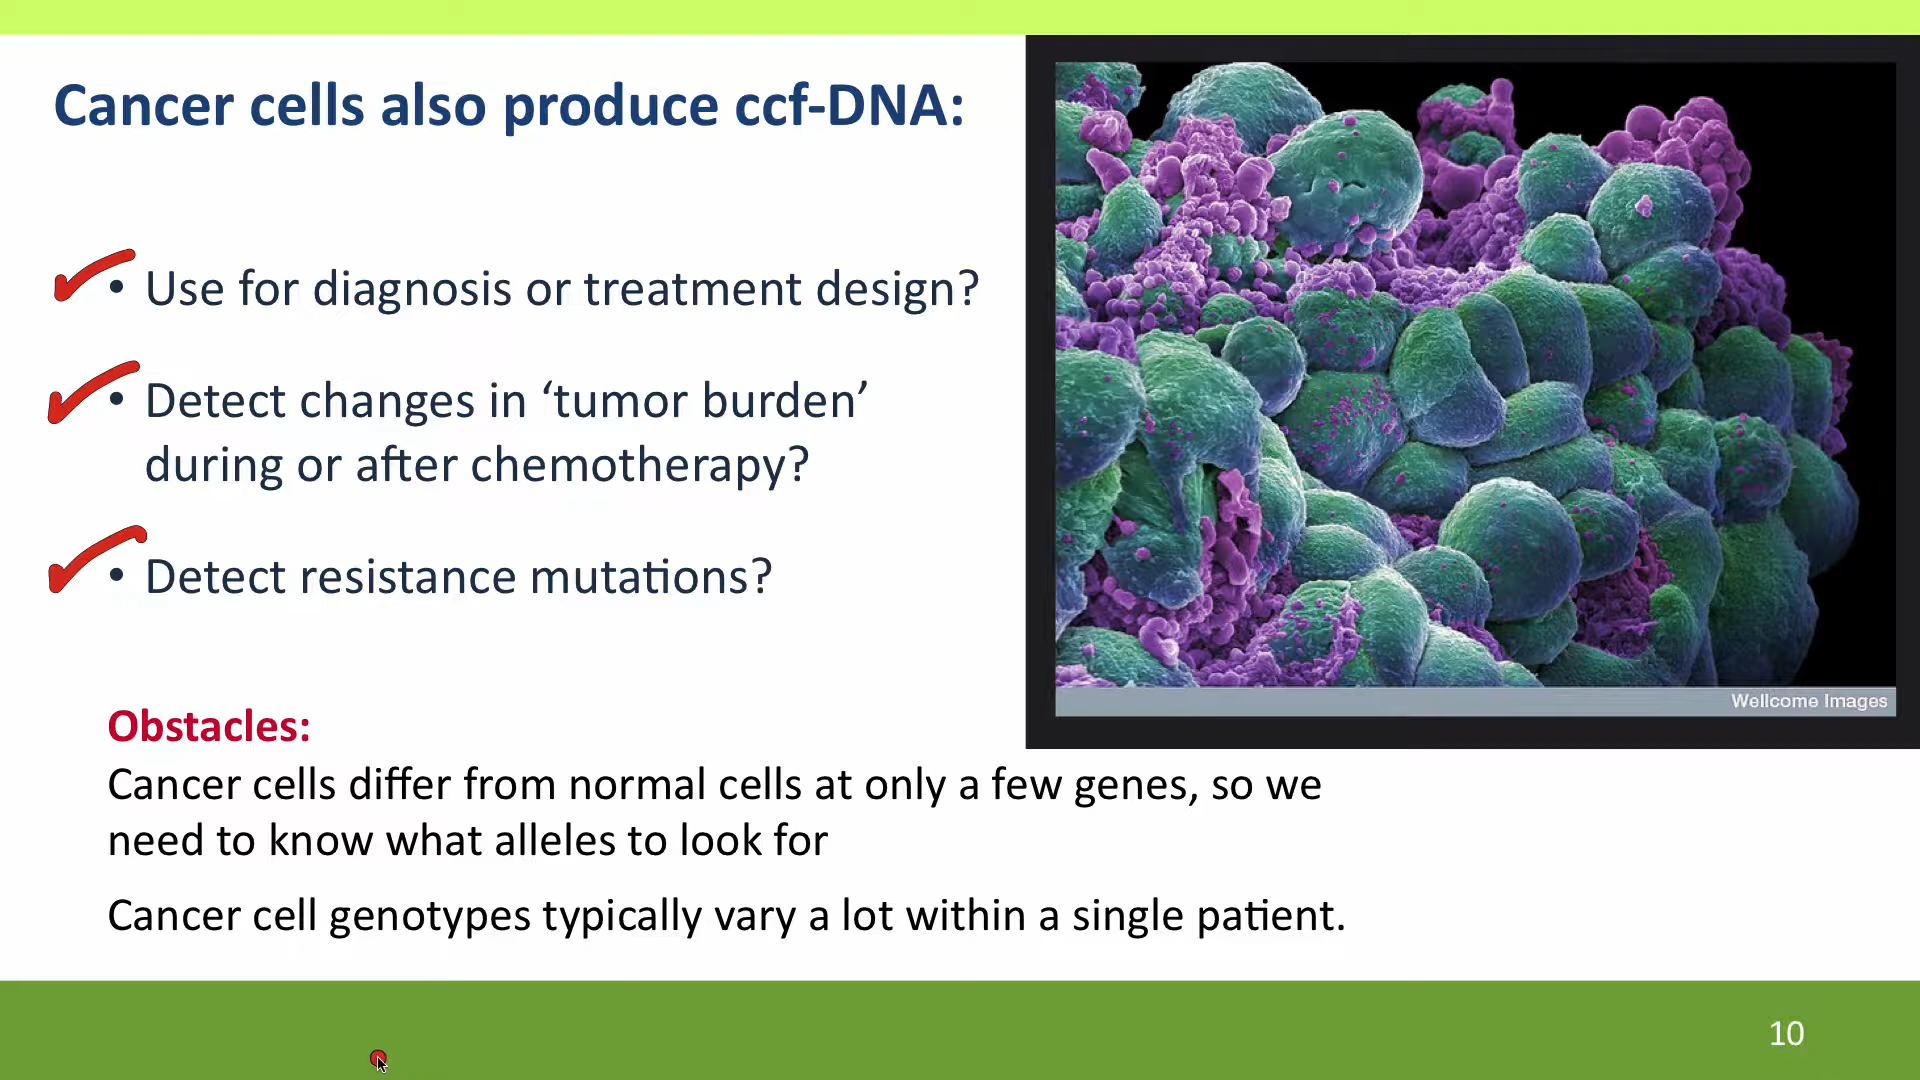 Cancer cells also produce ccf-DNA:
• Use for diagnosis or treatment design?
• Detect changes in ‘tumor burden’
during or after chemotherapy?
• Detect resistance mutations?
Wellcome Images
Obstacles:
Cancer cells differ from normal cells at only a few genes, so we
need to know what alleles to look for
Cancer cell genotypes typically vary a lot within a single patient.
10